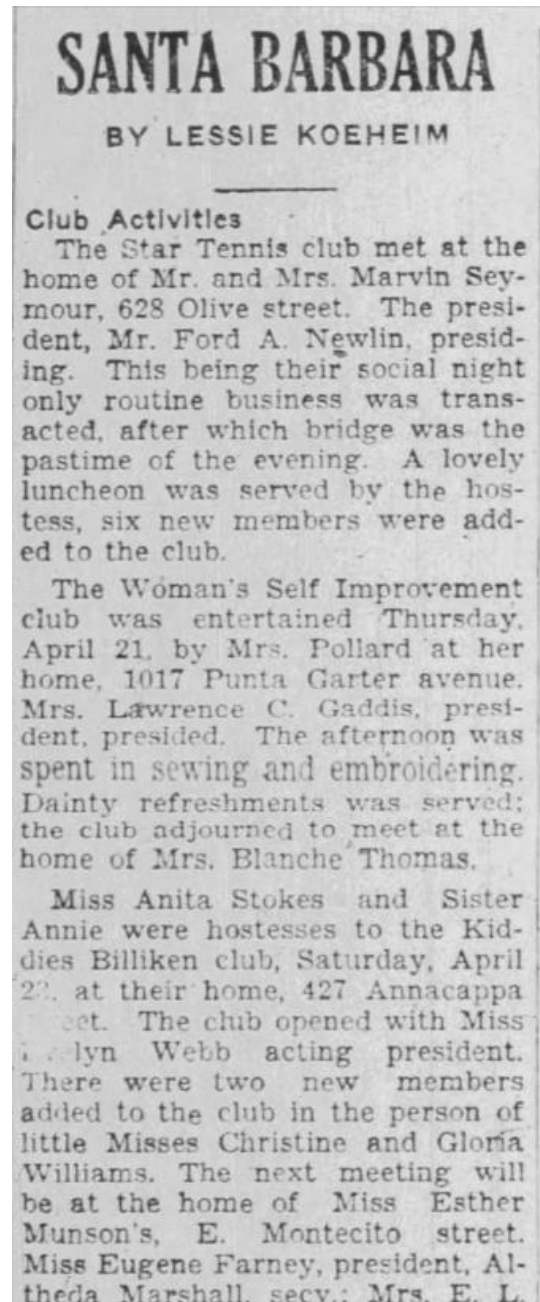 SANTA BARBARA
BY LESSIE KOEHEIM
Club Activities
The Star Tennis club met at the
home of Mr. and Mrs. Marvin Sey-
mour, 628 Olive street. The presi-
dent, Mr. Ford A. Newlin, presid-
ing. This being their social night
only routine business was trans-
acted, after which bridge was the
pastime of the evening. A lovely
luncheon was served by the hos-
tess, six new members were add-
ed to the club.
The Woman's Self Improvement
club was entertained Thursday,
April 21, by Mrs. Pollard at her
home, 1017 Punta Garter avenue.
Mrs. Lawrence C. Gaddis, presi-
dent, presided. The afternoon was
spent in sewing and embroidering.
Dainty refreshments was served;
the club adjourned to meet at the
home of Mrs. Blanche Thomas.
Miss Anita Stokes and Sister
Annie were hostesses to the Kid-
dies Billiken club, Saturday, April
at their home, 427 Annacappa
The club opened with Miss
Webb acting president.
There were two new members
added to the club in the person of
little Misses Christine and Gloria
Williams. The next meeting will
be at the home of Miss Esther
Munson's, E. Montecito street.
Miss Eugene Farney, president, Al-
theda Marshall, secy.; Mrs. E. L.